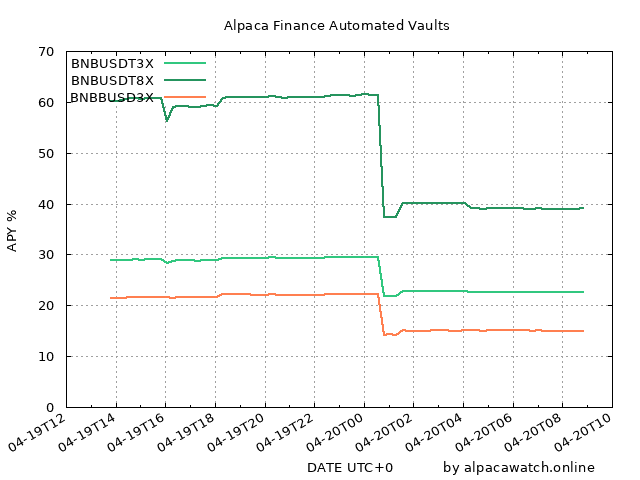 Alpaca Finance Automated Vaults
BNBUSDT3X
BNBUSDT8X
BNBBUSD3X
APY %
70
60
50
40
30
20
10
0
04-19T12
04-19T14
04-19T16
04-19T18
04-19T20
04-19T22
04-20T00
04-20T02
04-20T04
04-20T06
04-20T08
04-20T10
DATE UTC+0
by alpacawatch.online